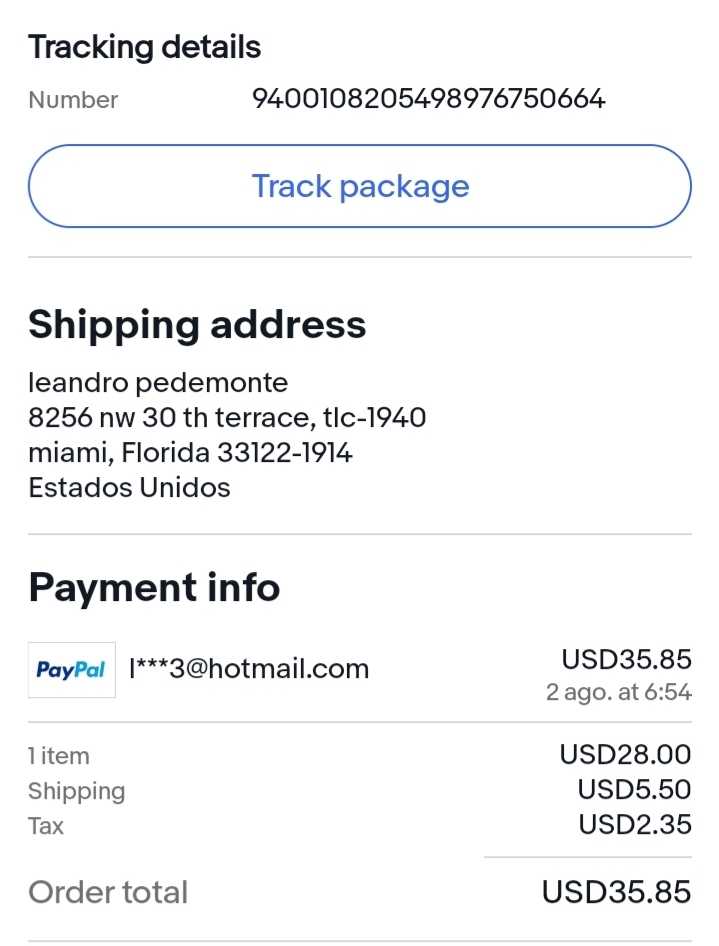 Tracking details
Number 9400108205498976750664
Track package
Shipping address
leandro pedemonte
8256 nw 30 th terrace, tlc-1940
miami, Florida 33122-1914
Estados Unidos
Payment info
PayPal l***3@hotmail.com USD35.85
2 ago. at 6:54
1 item USD28.00
Shipping USD5.50
Tax USD2.35
Order total USD35.85